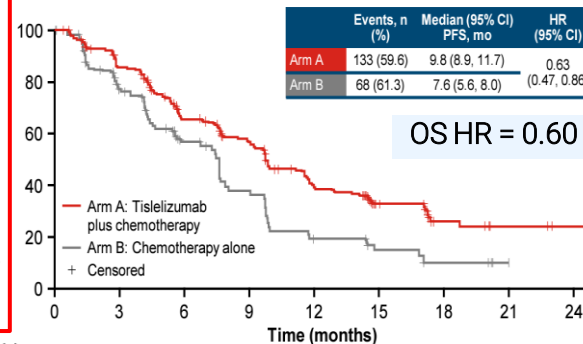 Events, n (%) Median (95% CI) PFS, mo HR (95% CI)
Arm A 133 (59.6) 9.8 (8.9, 11.7) 0.63 (0.47, 0.86
Arm B 68 (61.3) 7.6 (5.6, 8.0)
OS HR = 0.60
100
80
60
40
20
0
Arm A: Tislelizumab
plus chemotherapy
Arm B: Chemotherapy alone
+ Censored
0 3 6 9 12 15 18 21 24
Time (months)